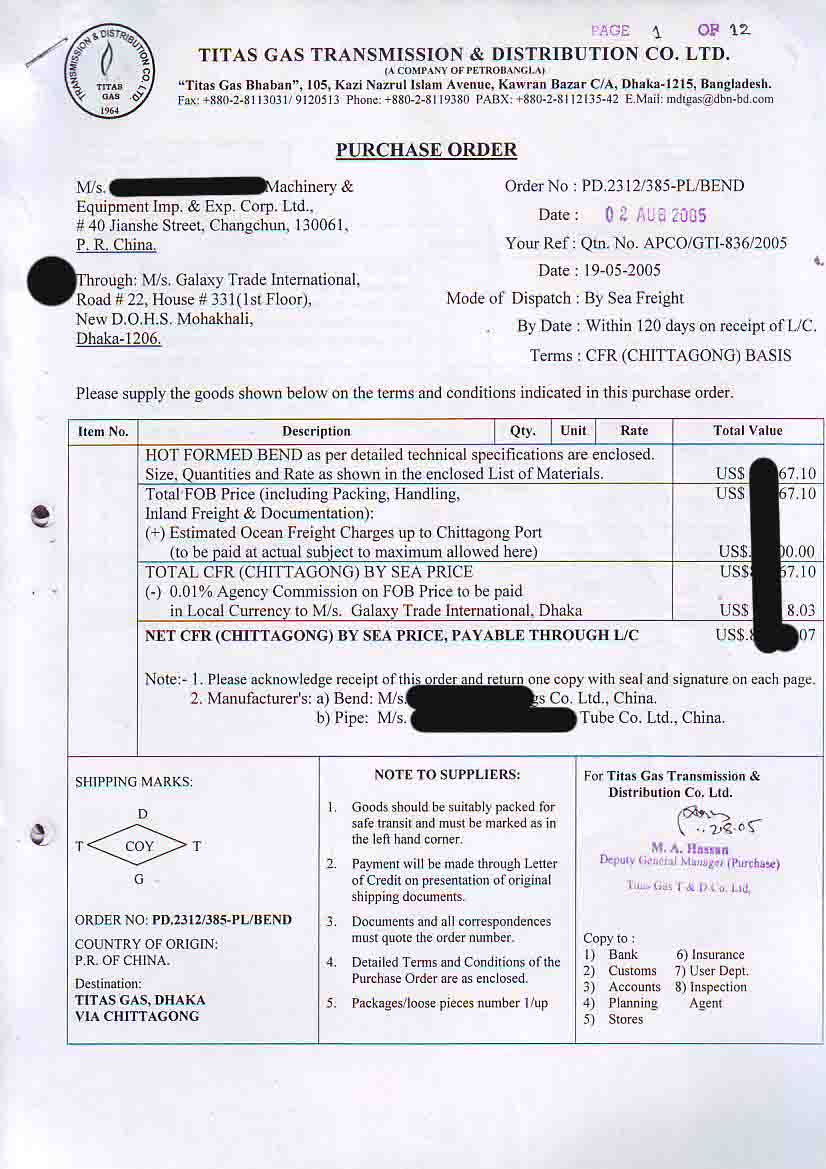 PAGE 1 OF 12
TRANSMISSION & DISTRIBUTION CO. LTD
TITAS
GAS
1964
TITAS GAS TRANSMISSION & DISTRIBUTION CO. LTD.
(A COMPANY OF PETROBANGLA)
“Titas Gas Bhaban”, 105, Kazi Nazrul Islam Avenue, Kawran Bazar C/A, Dhaka-1215, Bangladesh.
Fax: +880-2-8113031/ 9120513 Phone: +880-2-8119380 PABX: +880-2-8112135-42 E.Mail: mdtgas@dbn-bd.com
PURCHASE ORDER
M/s. Machinery &
Equipment Imp. & Exp. Corp. Ltd.,
# 40 Jianshe Street, Changchun, 130061,
P. R. China.
Through: M/s. Galaxy Trade International,
Road # 22, House # 331(1st Floor),
New D.O.H.S. Mohakhali,
Dhaka-1206.
Order No : PD.2312/385-PL/BEND
Date : 02 AUG 2005
Your Ref : Qtn. No. APCO/GTI-836/2005
Date : 19-05-2005
Mode of Dispatch : By Sea Freight
By Date : Within 120 days on receipt of L/C.
Terms : CFR (CHITTAGONG) BASIS
Please supply the goods shown below on the terms and conditions indicated in this purchase order.
Item No. Description Qty. Unit Rate Total Value
HOT FORMED BEND as per detailed technical specifications are enclosed.
Size, Quantities and Rate as shown in the enclosed List of Materials. US$ 67.10
Total FOB Price (including Packing, Handling, US$ 67.10
Inland Freight & Documentation):
(+) Estimated Ocean Freight Charges up to Chittagong Port
(to be paid at actual subject to maximum allowed here) US$. 00.00
TOTAL CFR (CHITTAGONG) BY SEA PRICE US$ 67.10
(-) 0.01% Agency Commission on FOB Price to be paid
in Local Currency to M/s. Galaxy Trade International, Dhaka US$ 8.03
NET CFR (CHITTAGONG) BY SEA PRICE, PAYABLE THROUGH L/C US$. 07
Note:- 1. Please acknowledge receipt of this order and return one copy with seal and signature on each page.
2. Manufacturer's: a) Bend: M/s. gs Co. Ltd., China.
b) Pipe: M/s. Tube Co. Ltd., China.
SHIPPING MARKS:
D
T COY T
G
ORDER NO: PD.2312/385-PL/BEND
COUNTRY OF ORIGIN:
P.R. OF CHINA.
Destination:
TITAS GAS, DHAKA
VIA CHITTAGONG
NOTE TO SUPPLIERS:
1. Goods should be suitably packed for
safe transit and must be marked as in
the left hand corner.
2. Payment will be made through Letter
of Credit on presentation of original
shipping documents.
3. Documents and all correspondences
must quote the order number.
4. Detailed Terms and Conditions of the
Purchase Order are as enclosed.
5. Packages/loose pieces number 1/up
For Titas Gas Transmission &
Distribution Co. Ltd.
2.8.05
M. A. Hassan
Deputy General Manager (Purchase)
Titas Gas T & D Co. Ltd.
Copy to :
1) Bank 6) Insurance
2) Customs 7) User Dept.
3) Accounts 8) Inspection
4) Planning Agent
5) Stores